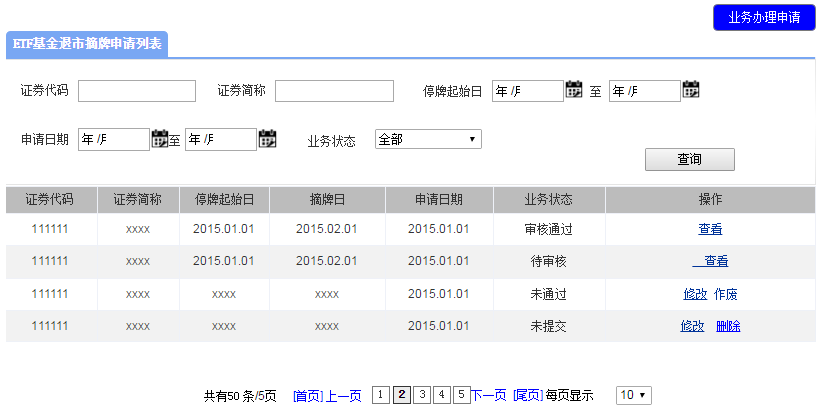 业务办理申请
ETF基金退市摘牌申请列表
证券代码 证券简称 停牌起始日 年 /月 至 年 /月
申请日期 年 /月 至 年 /月 业务状态 全部
查询
证券代码 证券简称 停牌起始日 摘牌日 申请日期 业务状态 操作
111111 xxxx 2015.01.01 2015.02.01 2015.01.01 审核通过 查看
111111 xxxx 2015.01.01 2015.02.01 2015.01.01 待审核 查看
111111 xxxx xxxx xxxx 2015.01.01 未通过 修改 作废
111111 xxxx xxxx xxxx 2015.01.01 未提交 修改 删除
共有50 条/5页 [首页] 上一页 1 2 3 4 5 下一页 [尾页] 每页显示 10